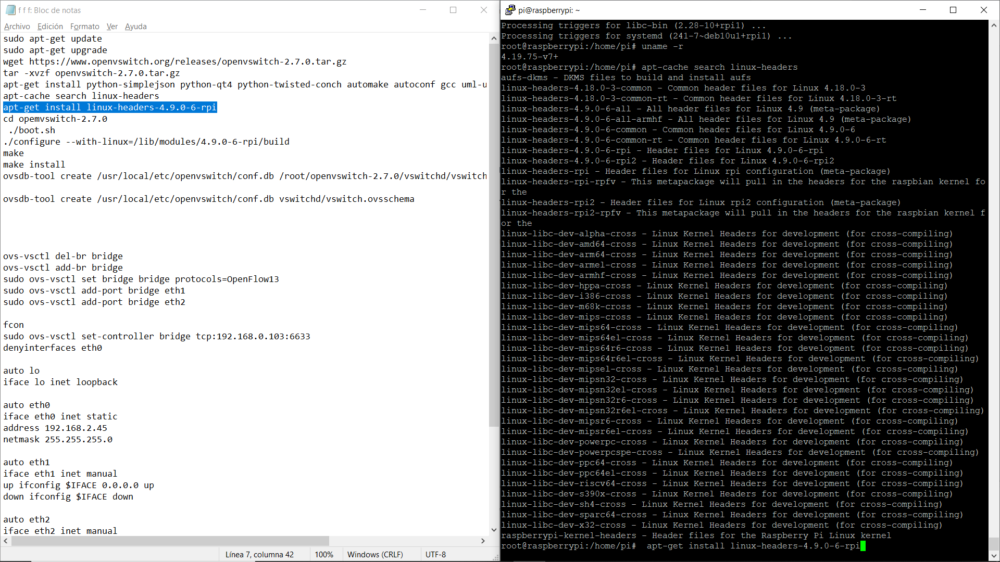 f f f: Bloc de notas
Archivo Edición Formato Ver Ayuda
sudo apt-get update
sudo apt-get upgrade
wget https://www.openvswitch.org/releases/openvswitch-2.7.0.tar.gz
tar -xvzf openvswitch-2.7.0.tar.gz
apt-get install python-simplejson python-qt4 python-twisted-conch automake autoconf gcc uml-u
apt-cache search linux-headers
apt-get install linux-headers-4.9.0-6-rpi
cd opemvswitch-2.7.0
 ./boot.sh
./configure --with-linux=/lib/modules/4.9.0-6-rpi/build
make
make install
ovsdb-tool create /usr/local/etc/openvswitch/conf.db /root/openvswitch-2.7.0/vswitchd/vswitch
ovsdb-tool create /usr/local/etc/openvswitch/conf.db vswitchd/vswitch.ovsschema
ovs-vsctl del-br bridge
ovs-vsctl add-br bridge
sudo ovs-vsctl set bridge bridge protocols=OpenFlow13
sudo ovs-vsctl add-port bridge eth1
sudo ovs-vsctl add-port bridge eth2
fcon
sudo ovs-vsctl set-controller bridge tcp:192.168.0.103:6633
denyinterfaces eth0
auto lo
iface lo inet loopback
auto eth0
iface eth0 inet static
address 192.168.2.45
netmask 255.255.255.0
auto eth1
iface eth1 inet manual
up ifconfig $IFACE 0.0.0.0 up
down ifconfig $IFACE down
auto eth2
iface eth2 inet manual
Línea 7, columna 42 100% Windows (CRLF) UTF-8
pi@raspberrypi: ~
Processing triggers for libc-bin (2.28-10+rpi1) ...
Processing triggers for systemd (241-7~deb10u1+rpi1) ...
root@raspberrypi:/home/pi# uname -r
4.19.75-v7+
root@raspberrypi:/home/pi# apt-cache search linux-headers
aufs-dkms - DKMS files to build and install aufs
linux-headers-4.18.0-3-common - Common header files for Linux 4.18.0-3
linux-headers-4.18.0-3-common-rt - Common header files for Linux 4.18.0-3-rt
linux-headers-4.9.0-6-all - All header files for Linux 4.9 (meta-package)
linux-headers-4.9.0-6-all-armhf - All header files for Linux 4.9 (meta-package)
linux-headers-4.9.0-6-common - Common header files for Linux 4.9.0-6
linux-headers-4.9.0-6-common-rt - Common header files for Linux 4.9.0-6-rt
linux-headers-4.9.0-6-rpi - Header files for Linux 4.9.0-6-rpi
linux-headers-4.9.0-6-rpi2 - Header files for Linux 4.9.0-6-rpi2
linux-headers-rpi - Header files for Linux rpi configuration (meta-package)
linux-headers-rpi-rpfv - This metapackage will pull in the headers for the raspbian kernel fo
r the
linux-headers-rpi2 - Header files for Linux rpi2 configuration (meta-package)
linux-headers-rpi2-rpfv - This metapackage will pull in the headers for the raspbian kernel f
or the
linux-libc-dev-alpha-cross - Linux Kernel Headers for development (for cross-compiling)
linux-libc-dev-amd64-cross - Linux Kernel Headers for development (for cross-compiling)
linux-libc-dev-arm64-cross - Linux Kernel Headers for development (for cross-compiling)
linux-libc-dev-armel-cross - Linux Kernel Headers for development (for cross-compiling)
linux-libc-dev-armhf-cross - Linux Kernel Headers for development (for cross-compiling)
linux-libc-dev-hppa-cross - Linux Kernel Headers for development (for cross-compiling)
linux-libc-dev-i386-cross - Linux Kernel Headers for development (for cross-compiling)
linux-libc-dev-m68k-cross - Linux Kernel Headers for development (for cross-compiling)
linux-libc-dev-mips-cross - Linux Kernel Headers for development (for cross-compiling)
linux-libc-dev-mips64-cross - Linux Kernel Headers for development (for cross-compiling)
linux-libc-dev-mips64el-cross - Linux Kernel Headers for development (for cross-compiling)
linux-libc-dev-mips64r6-cross - Linux Kernel Headers for development (for cross-compiling)
linux-libc-dev-mips64r6el-cross - Linux Kernel Headers for development (for cross-compiling)
linux-libc-dev-mipsel-cross - Linux Kernel Headers for development (for cross-compiling)
linux-libc-dev-mipsn32-cross - Linux Kernel Headers for development (for cross-compiling)
linux-libc-dev-mipsn32el-cross - Linux Kernel Headers for development (for cross-compiling)
linux-libc-dev-mipsn32r6-cross - Linux Kernel Headers for development (for cross-compiling)
linux-libc-dev-mipsn32r6el-cross - Linux Kernel Headers for development (for cross-compiling)
linux-libc-dev-mipsr6-cross - Linux Kernel Headers for development (for cross-compiling)
linux-libc-dev-mipsr6el-cross - Linux Kernel Headers for development (for cross-compiling)
linux-libc-dev-powerpc-cross - Linux Kernel Headers for development (for cross-compiling)
linux-libc-dev-powerpcspe-cross - Linux Kernel Headers for development (for cross-compiling)
linux-libc-dev-ppc64-cross - Linux Kernel Headers for development (for cross-compiling)
linux-libc-dev-ppc64el-cross - Linux Kernel Headers for development (for cross-compiling)
linux-libc-dev-riscv64-cross - Linux Kernel Headers for development (for cross-compiling)
linux-libc-dev-s390x-cross - Linux Kernel Headers for development (for cross-compiling)
linux-libc-dev-sh4-cross - Linux Kernel Headers for development (for cross-compiling)
linux-libc-dev-sparc64-cross - Linux Kernel Headers for development (for cross-compiling)
linux-libc-dev-x32-cross - Linux Kernel Headers for development (for cross-compiling)
raspberrypi-kernel-headers - Header files for the Raspberry Pi Linux kernel
root@raspberrypi:/home/pi#  apt-get install linux-headers-4.9.0-6-rpi